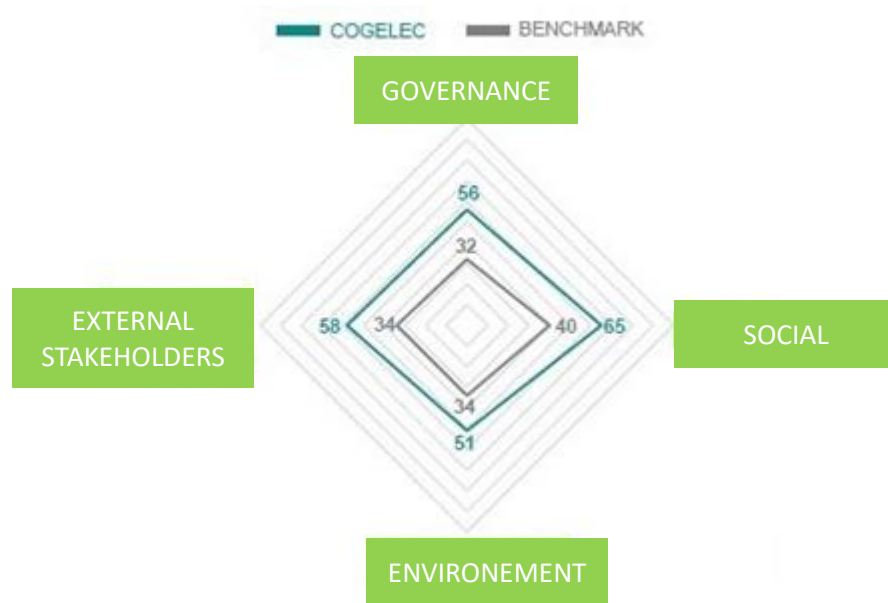 COGELEC BENCHMARK
GOVERNANCE
56
32
EXTERNAL
STAKEHOLDERS
58 34 40 65
SOCIAL
34
51
ENVIRONEMENT